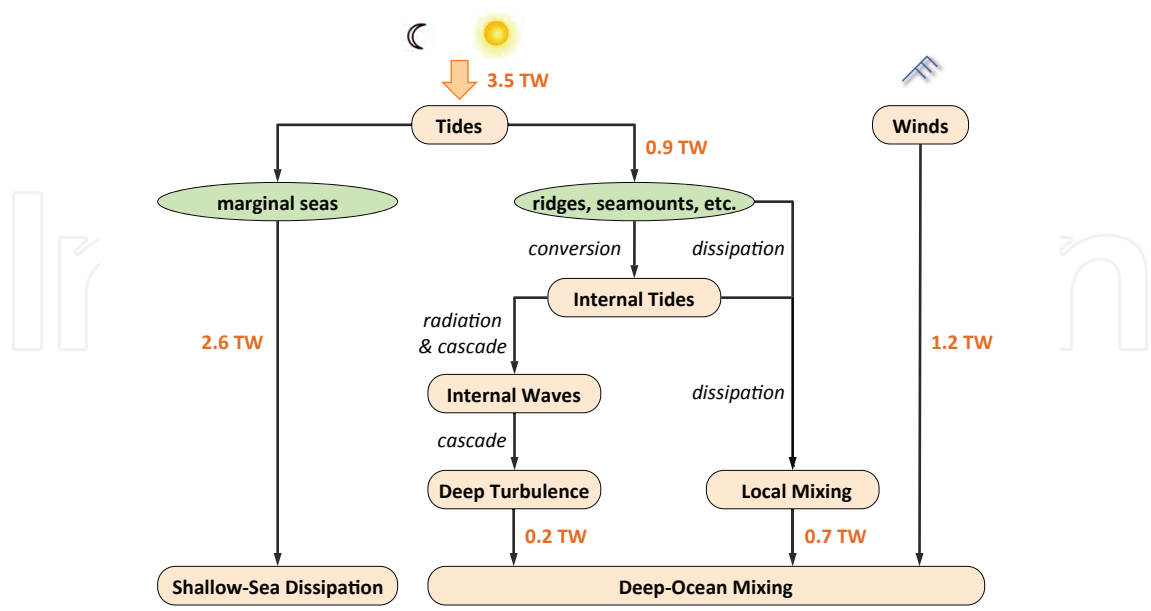 3.5 TW
Tides
Winds
0.9 TW
marginal seas
ridges, seamounts, etc.
conversion
dissipation
Internal Tides
radiation
& cascade
2.6 TW
1.2 TW
Internal Waves
dissipation
cascade
Deep Turbulence
Local Mixing
0.2 TW
0.7 TW
Shallow-Sea Dissipation
Deep-Ocean Mixing